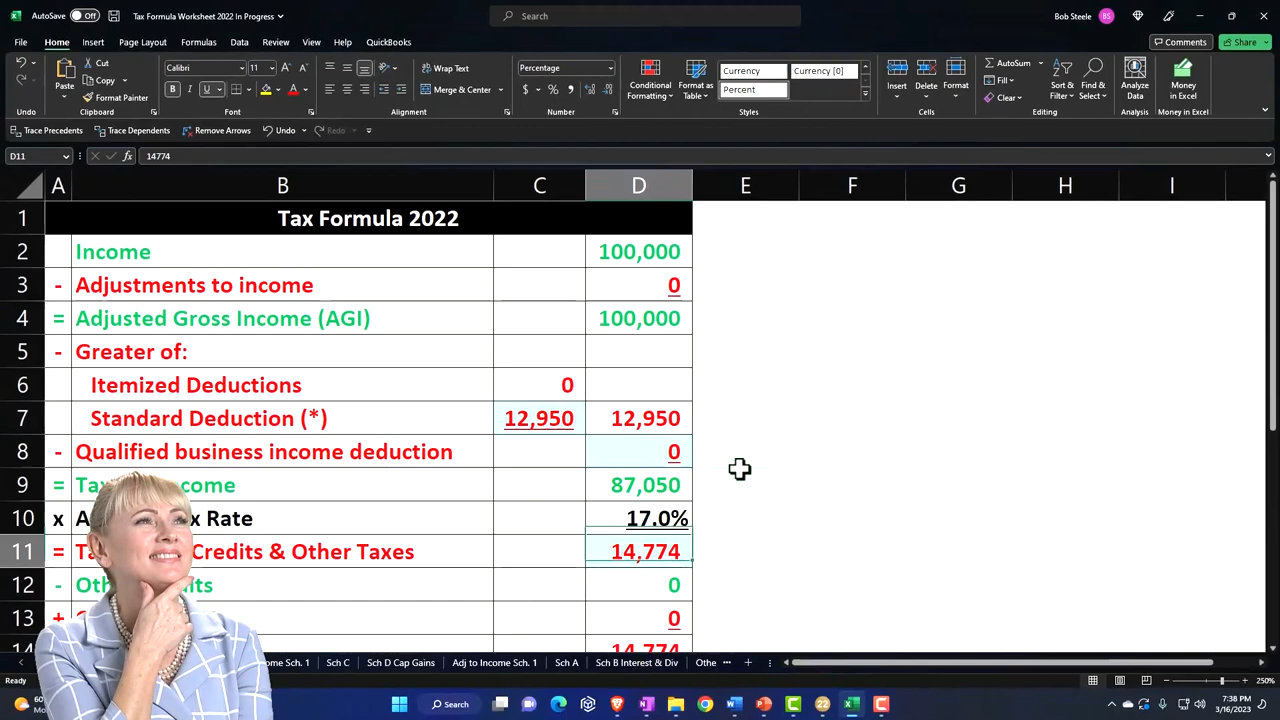 AutoSave Off Tax Formula Worksheet 2022 In Progress Search Bob Steele BS
File Home Insert Page Layout Formulas Data Review View Help QuickBooks Comments Share
Cut Calibri 11 Wrap Text Percentage Currency Currency [0] AutoSum
Copy Paste Format Painter Merge & Center Conditional Formatting Format as Table Percent Insert Delete Format Fill Clear Sort & Filter Find & Select Analyze Data Money in Excel
Undo Clipboard Font Alignment Number Styles Cells Editing Analysis Money in Excel
Trace Precedents Trace Dependents Remove Arrows Undo Redo
D11 fx 14774
A B C D E F G H I
1 Tax Formula 2022
2 Income 100,000
3 - Adjustments to income 0
4 = Adjusted Gross Income (AGI) 100,000
5 - Greater of:
6 Itemized Deductions 0
7 Standard Deduction (*) 12,950 12,950
8 - Qualified business income deduction 0
9 = 87,050
10 x Rate 17.0%
11 = Credits & Other Taxes 14,774
12 - 0
13 + 0
14 14,774
Sch. 1 Sch C Sch D Cap Gains Adj to Income Sch. 1 Sch A Sch B Interest & Div Othe
Ready 250%
Search 7:38 PM
3/16/2023